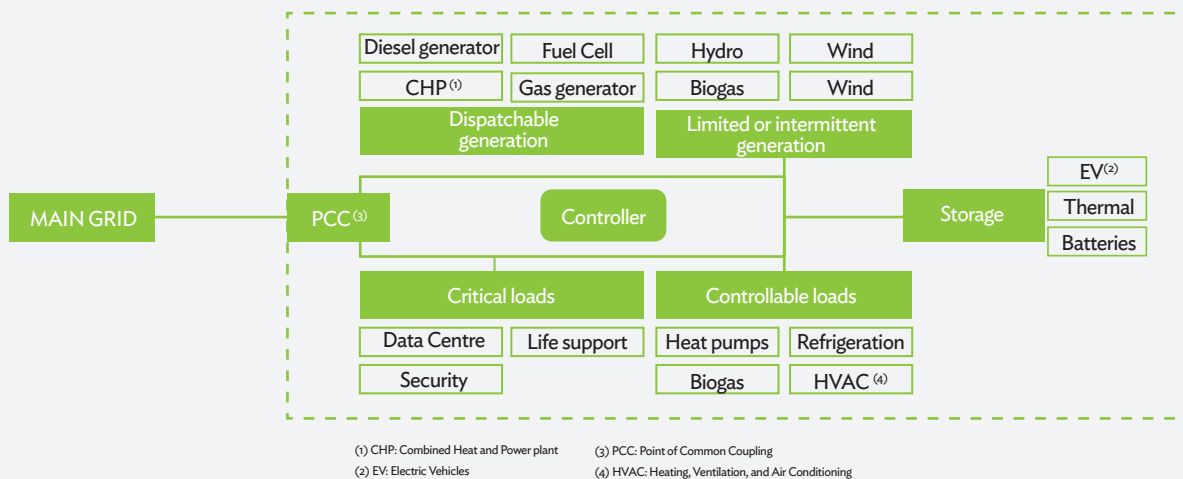 Diesel generator
Fuel Cell
Hydro
Wind
CHP (1)
Gas generator
Biogas
Wind
Dispatchable
generation
Limited or intermittent
generation
MAIN GRID
PCC (3)
Controller
Storage
EV(2)
Thermal
Batteries
Critical loads
Controllable loads
Data Centre
Life support
Heat pumps
Refrigeration
Security
Biogas
HVAC (4)
(1) CHP: Combined Heat and Power plant
(2) EV: Electric Vehicles
(3) PCC: Point of Common Coupling
(4) HVAC: Heating, Ventilation, and Air Conditioning